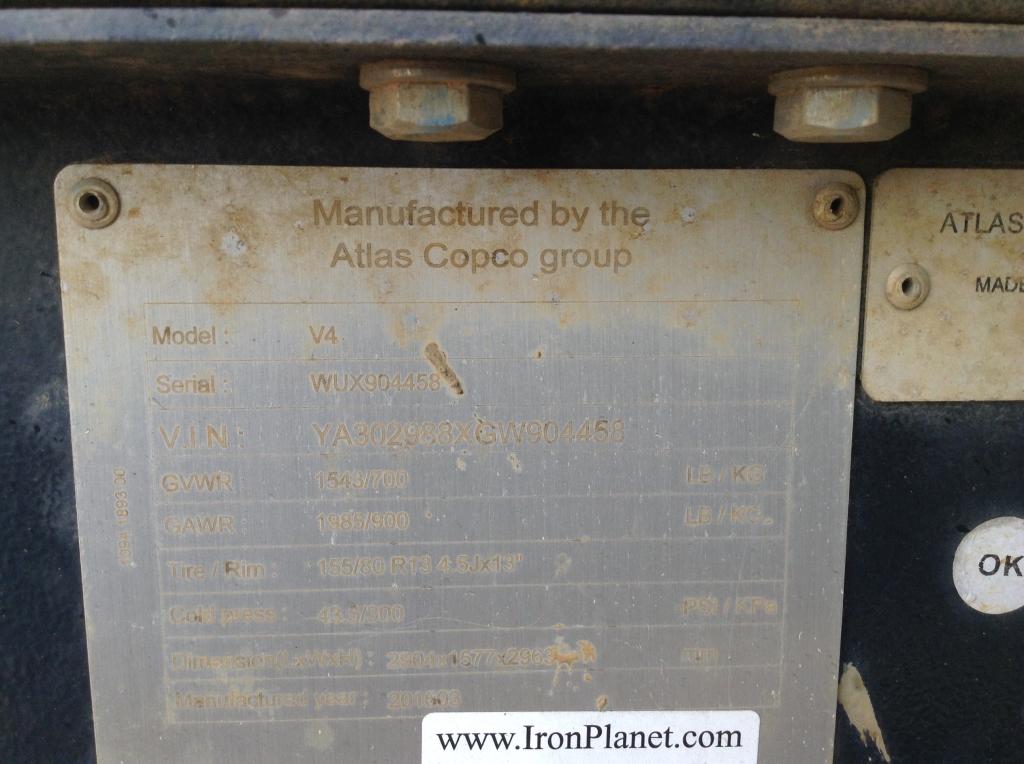 Manufactured by the
Atlas Copco group
Model : V4
Serial : WUX904458
V.I.N : YA302988XGW904458
GVWR 1543/700 LB / KG
GAWR : 1985/900 LB / KG
Tire / Rim : 155/80 R13 4.5Jx13"
Cold press : 43.5/300 PSI / KPa
Dimension(LxWxH) : 2904x1677x2963 mm
Manufactured year : 201603
www.IronPlanet.com
ATLAS
MADE
OK